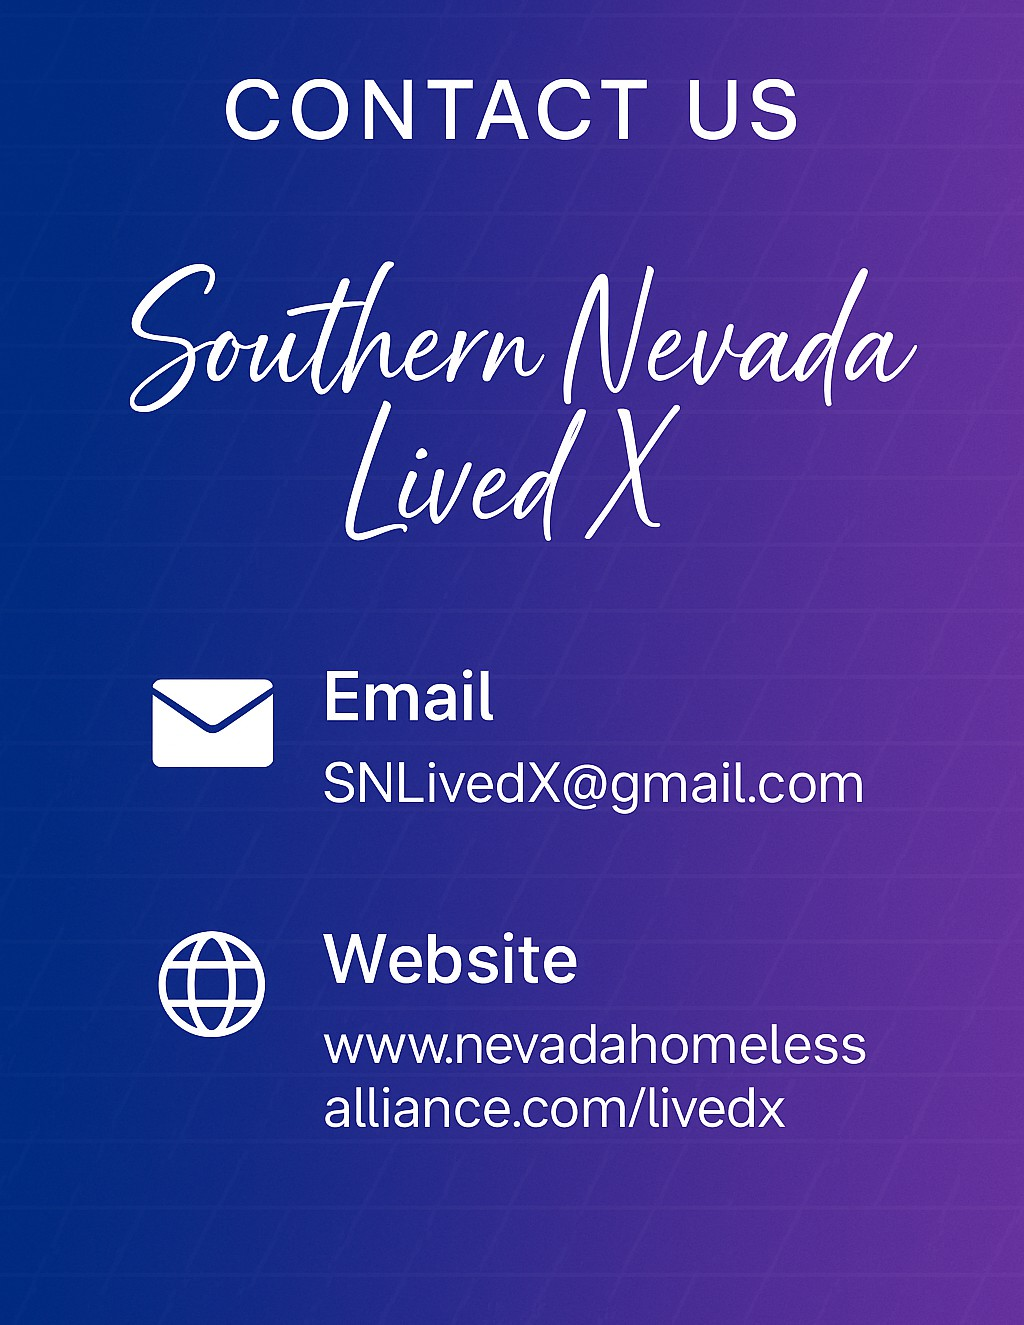 CONTACT US
Southern Nevada
Lived X
Email
SNLivedX@gmail.com
Website
www.nevadahomeless
alliance.com/livedx